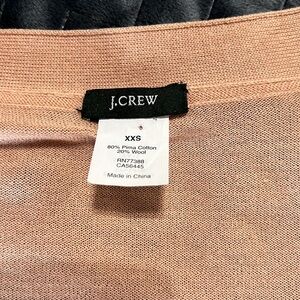 J.CREW
XXS
80% Pima Cotton
20% Wool
RN77388
CA56445
Made in China